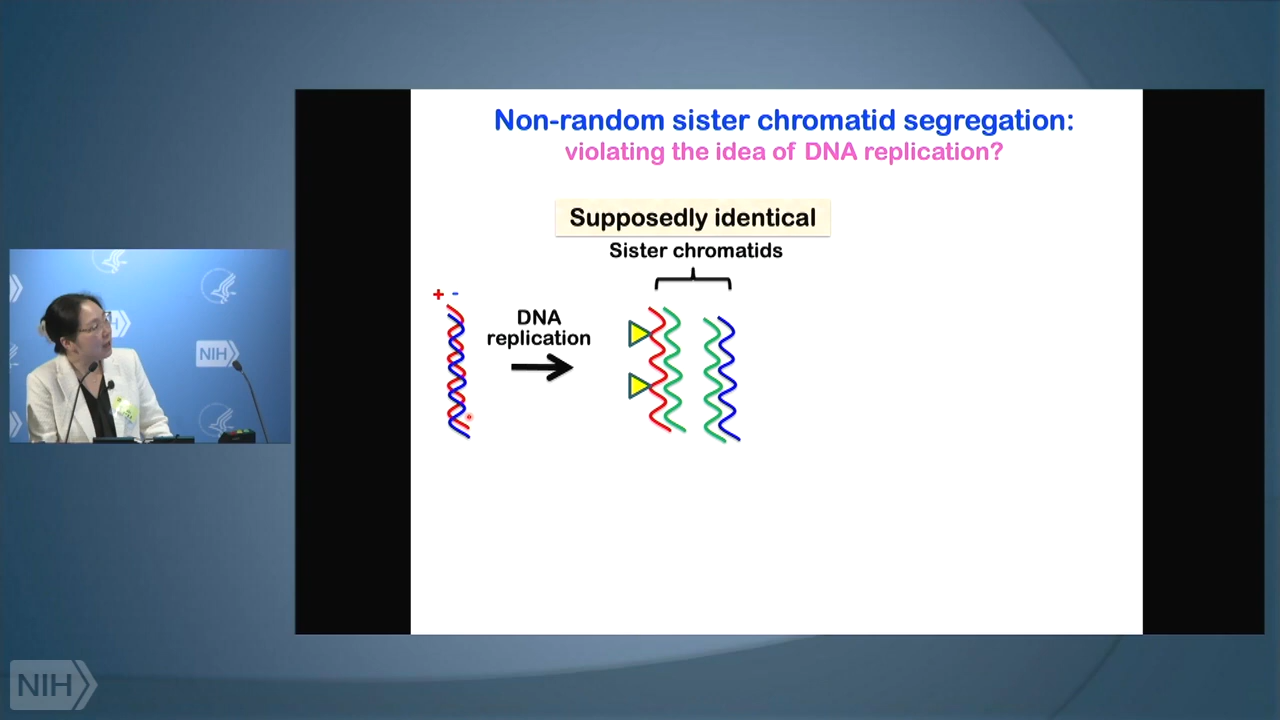 Non-random sister chromatid segregation:
violating the idea of DNA replication?
Supposedly identical
Sister chromatids
+ -
DNA
replication
NIH
NIH